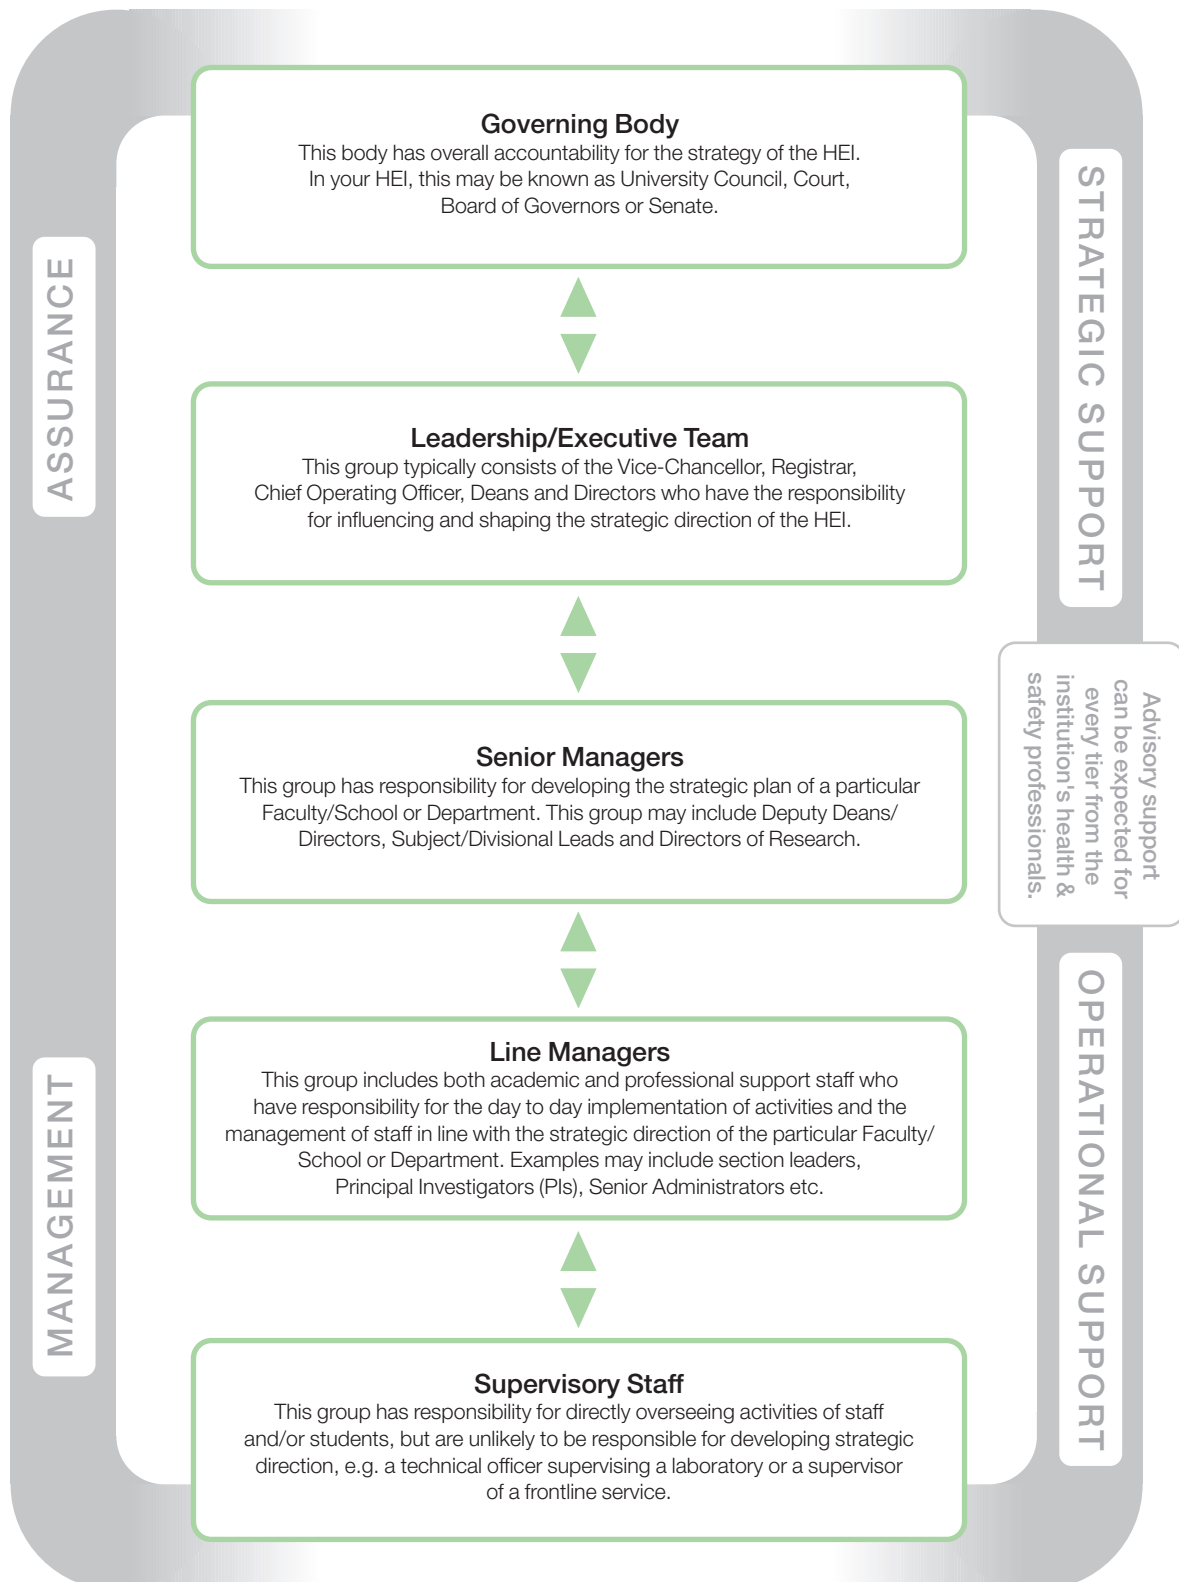 Governing Body
This body has overall accountability for the strategy of the HEI.
In your HEI, this may be known as University Council, Court,
Board of Governors or Senate.
ASSURANCE
STRATEGIC SUPPORT
Leadership/Executive Team
This group typically consists of the Vice-Chancellor, Registrar,
Chief Operating Officer, Deans and Directors who have the responsibility
for influencing and shaping the strategic direction of the HEI.
Advisory support
can be expected for
every tier from the
institution's health &
safety professionals.
Senior Managers
This group has responsibility for developing the strategic plan of a particular
Faculty/School or Department. This group may include Deputy Deans/
Directors, Subject/Divisional Leads and Directors of Research.
Line Managers
This group includes both academic and professional support staff who
have responsibility for the day to day implementation of activities and the
management of staff in line with the strategic direction of the particular Faculty/
School or Department. Examples may include section leaders,
Principal Investigators (PIs), Senior Administrators etc.
MANAGEMENT
OPERATIONAL SUPPORT
Supervisory Staff
This group has responsibility for directly overseeing activities of staff
and/or students, but are unlikely to be responsible for developing strategic
direction, e.g. a technical officer supervising a laboratory or a supervisor
of a frontline service.